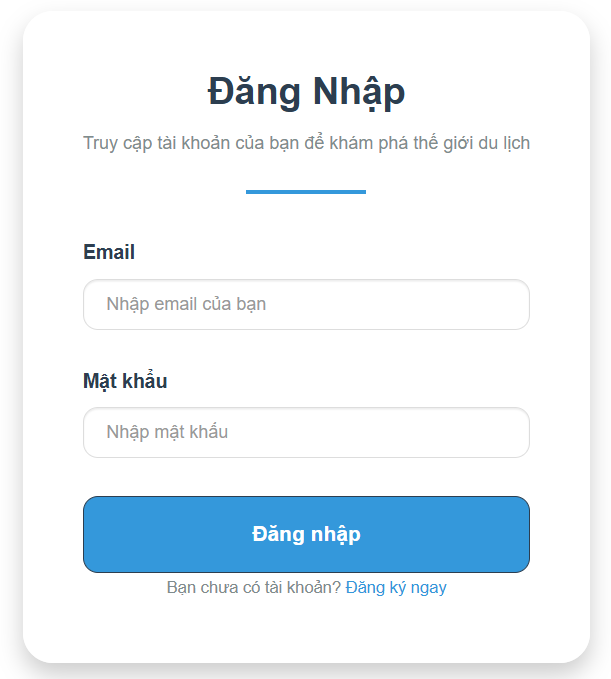 Đăng Nhập
Truy cập tài khoản của bạn để khám phá thế giới du lịch
Email
Nhập email của bạn
Mật khẩu
Nhập mật khẩu
Đăng nhập
Bạn chưa có tài khoản? Đăng ký ngay